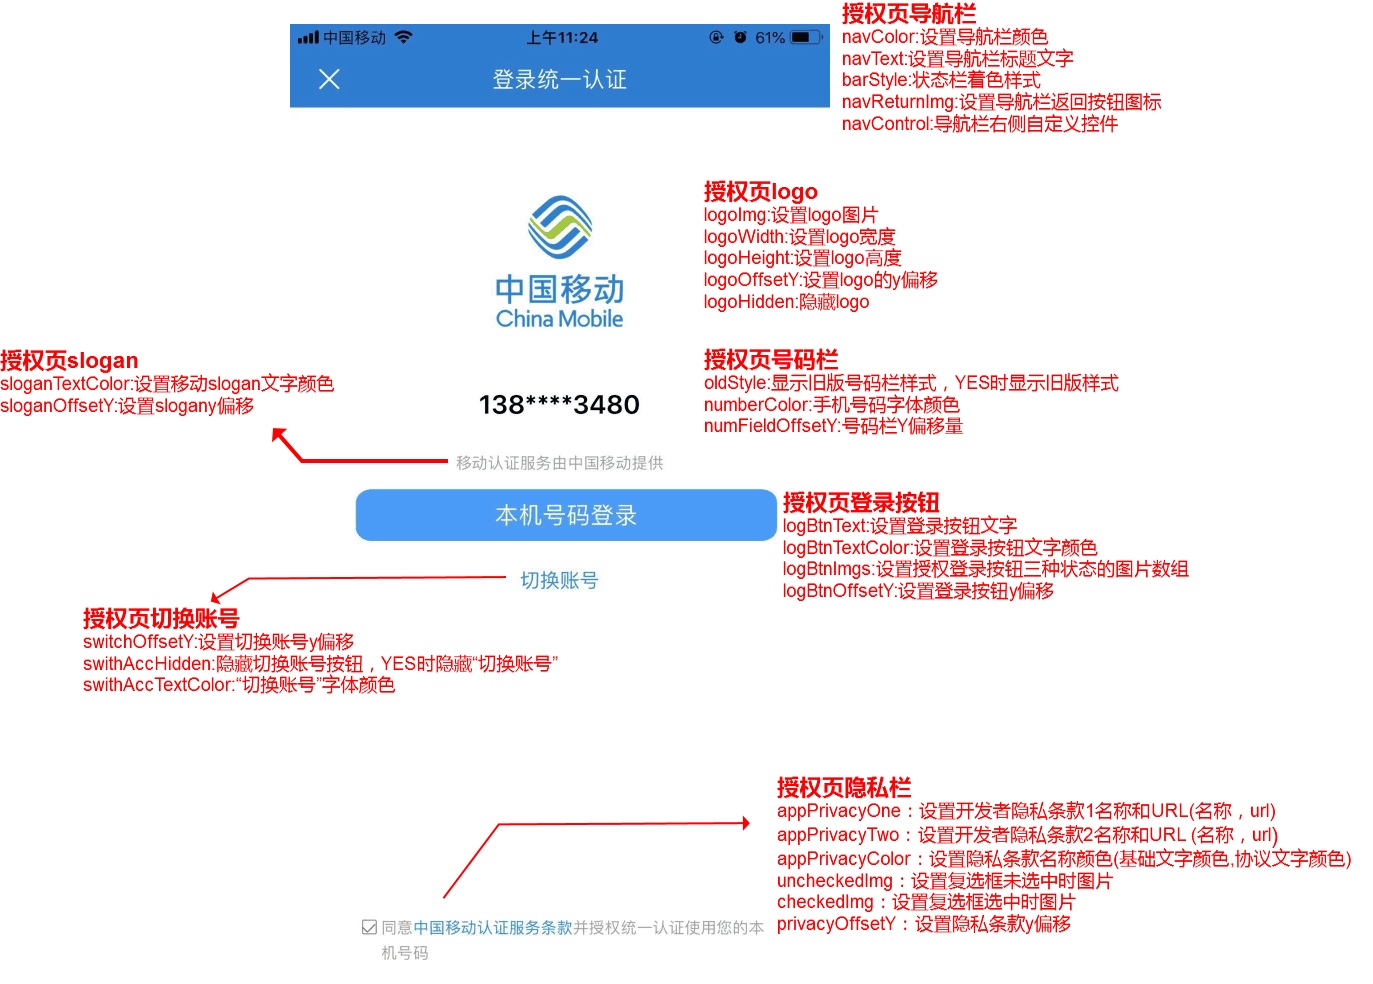 授权页导航栏
navColor:设置导航栏颜色
navText:设置导航栏标题文字
barStyle:状态栏着色样式
navReturnImg:设置导航栏返回按钮图标
navControl:导航栏右侧自定义控件
中国移动 上午11:24 61%
登录统一认证
授权页logo
logoImg:设置logo图片
logoWidth:设置logo宽度
logoHeight:设置logo高度
logoOffsetY:设置logo的y偏移
logoHidden:隐藏logo
中国移动
China Mobile
授权页slogan
sloganTextColor:设置移动slogan文字颜色
sloganOffsetY:设置slogany偏移
授权页号码栏
oldStyle:显示旧版号码栏样式，YES时显示旧版样式
numberColor:手机号码字体颜色
numFieldOffsetY:号码栏Y偏移量
138****3480
移动认证服务由中国移动提供
本机号码登录
授权页登录按钮
logBtnText:设置登录按钮文字
logBtnTextColor:设置登录按钮文字颜色
logBtnImgs:设置授权登录按钮三种状态的图片数组
logBtnOffsetY:设置登录按钮y偏移
切换账号
授权页切换账号
switchOffsetY:设置切换账号y偏移
swithAccHidden:隐藏切换账号按钮，YES时隐藏“切换账号”
swithAccTextColor:“切换账号”字体颜色
授权页隐私栏
appPrivacyOne：设置开发者隐私条款1名称和URL(名称，url)
appPrivacyTwo：设置开发者隐私条款2名称和URL (名称，url)
appPrivacyColor：设置隐私条款名称颜色(基础文字颜色,协议文字颜色)
uncheckedImg：设置复选框未选中时图片
checkedImg：设置复选框选中时图片
privacyOffsetY：设置隐私条款y偏移
同意中国移动认证服务条款并授权统一认证使用您的本
机号码